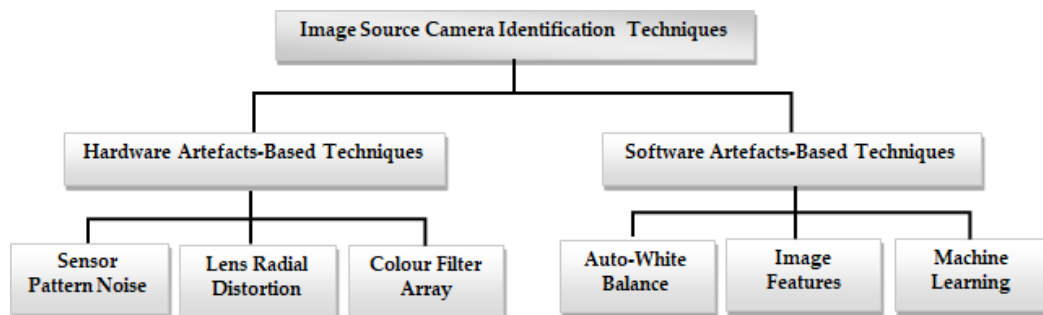 Image Source Camera Identification Techniques
Hardware Artefacts-Based Techniques
Software Artefacts-Based Techniques
Sensor
Pattern Noise
Lens Radial
Distortion
Colour Filter
Array
Auto-White
Balance
Image
Features
Machine
Learning